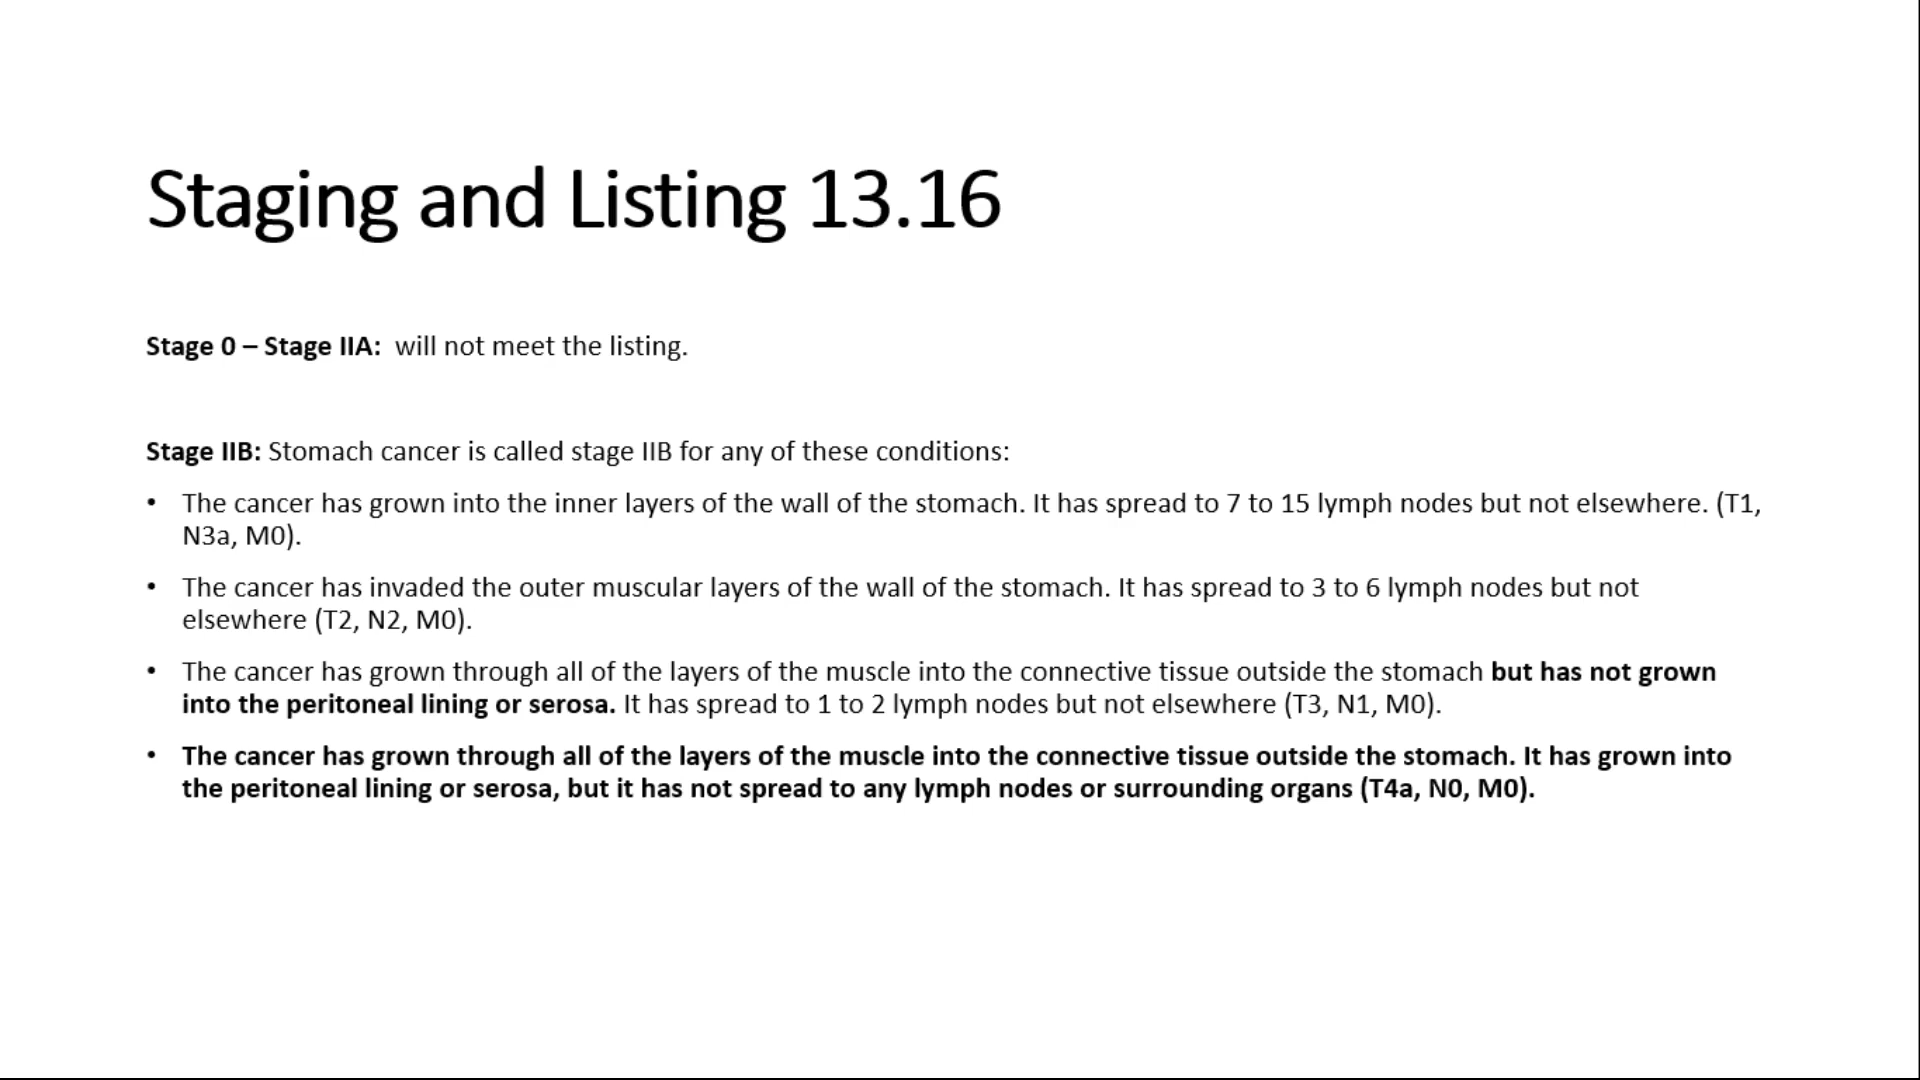 Staging and Listing 13.16
Stage 0 – Stage IIA:  will not meet the listing.
Stage IIB: Stomach cancer is called stage IIB for any of these conditions:
• The cancer has grown into the inner layers of the wall of the stomach. It has spread to 7 to 15 lymph nodes but not elsewhere. (T1,
N3a, M0).
• The cancer has invaded the outer muscular layers of the wall of the stomach. It has spread to 3 to 6 lymph nodes but not
elsewhere (T2, N2, M0).
• The cancer has grown through all of the layers of the muscle into the connective tissue outside the stomach but has not grown
into the peritoneal lining or serosa. It has spread to 1 to 2 lymph nodes but not elsewhere (T3, N1, M0).
• The cancer has grown through all of the layers of the muscle into the connective tissue outside the stomach. It has grown into
the peritoneal lining or serosa, but it has not spread to any lymph nodes or surrounding organs (T4a, N0, M0).